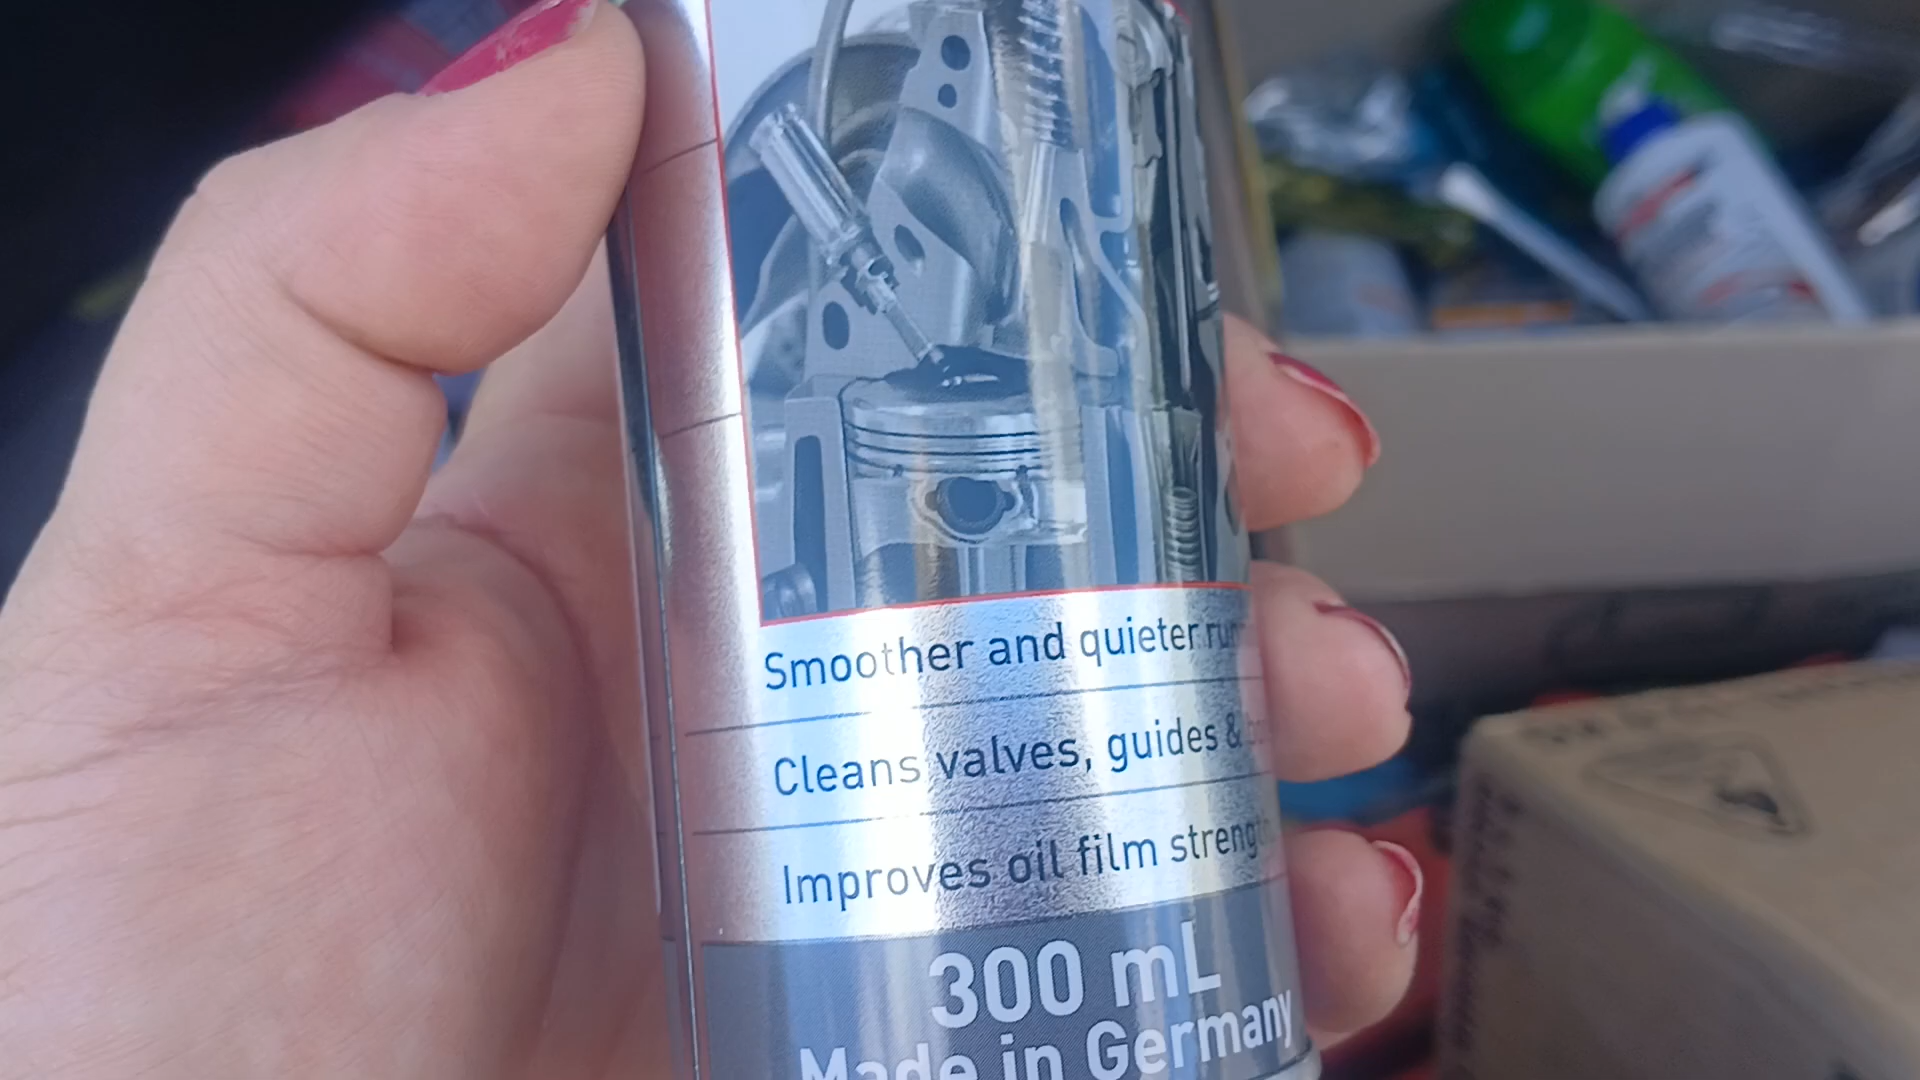 Smoother and quieter
Cleans valves, guides &
Improves oil film
300 mL
Made in Germany